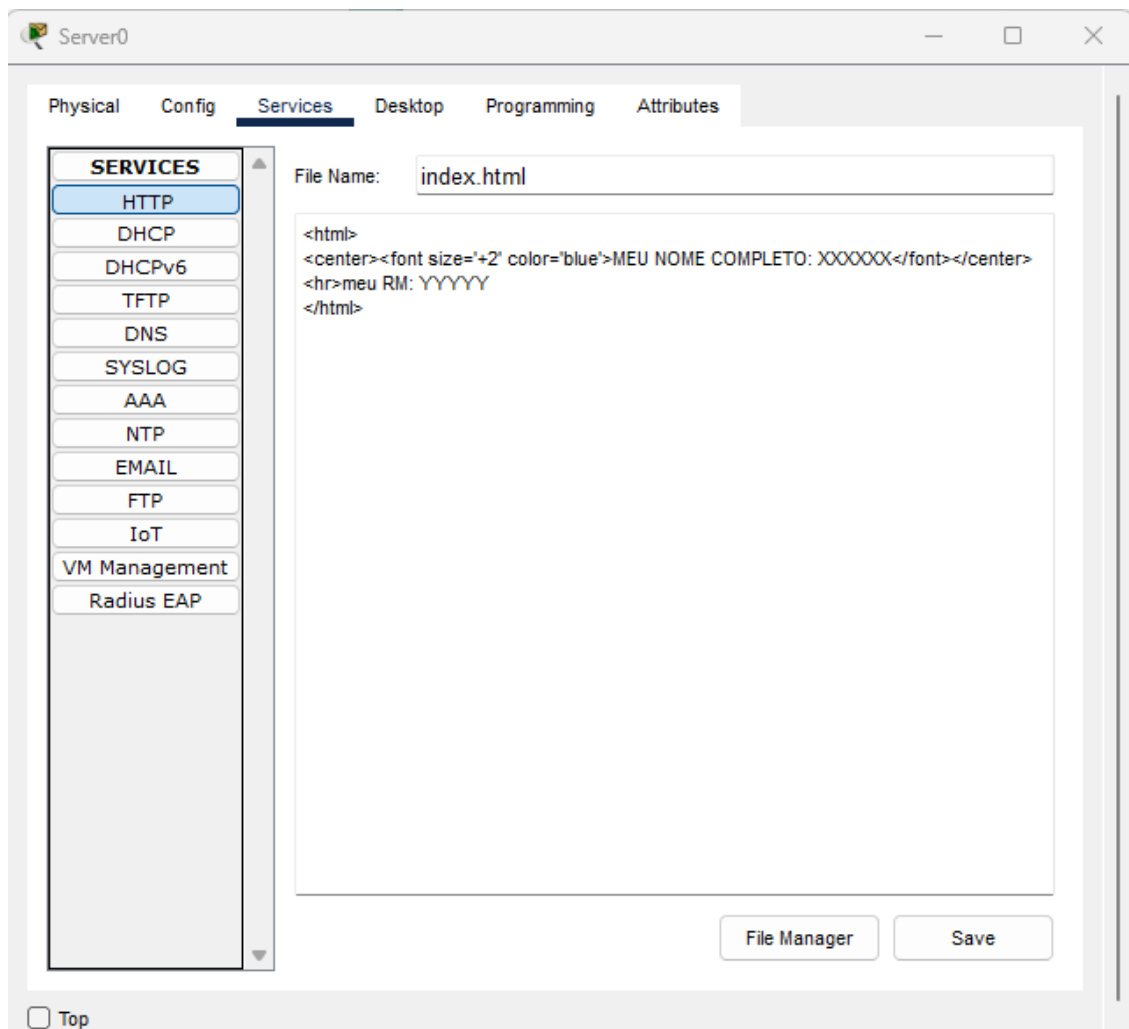 Server0
Physical Config Services Desktop Programming Attributes
SERVICES
HTTP
DHCP
DHCPv6
TFTP
DNS
SYSLOG
AAA
NTP
EMAIL
FTP
IoT
VM Management
Radius EAP
File Name: index.html
<html>
<center><font size='+2' color='blue'>MEU NOME COMPLETO: XXXXXX</font></center>
<hr>meu RM: YYYYY
</html>
File Manager Save
Top